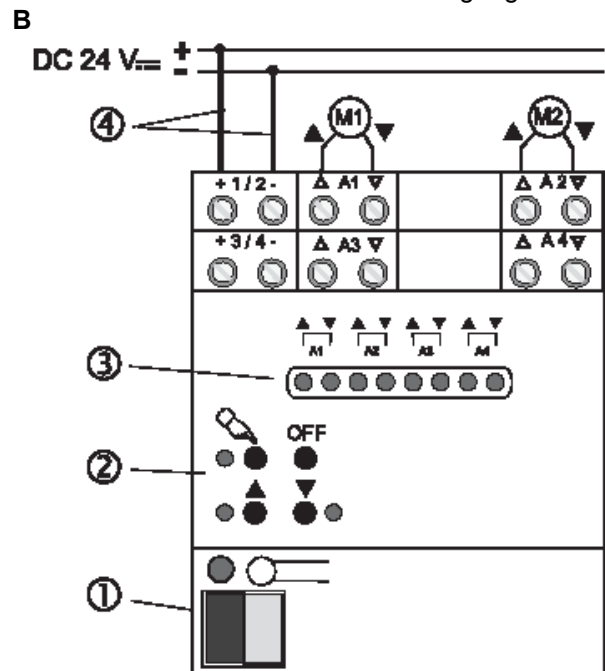 B
DC 24 V⎓ + -
④ ▲ M1 ▼ ▲ M2 ▼
+ 1 / 2 - △ A1 ▽ △ A2 ▽
+ 3 / 4 - △ A3 ▽ △ A4 ▽
▲ ▼ ▲ ▼ ▲ ▼ ▲ ▼
A1 A2 A3 A4
③
OFF
②
▲ ▼
①